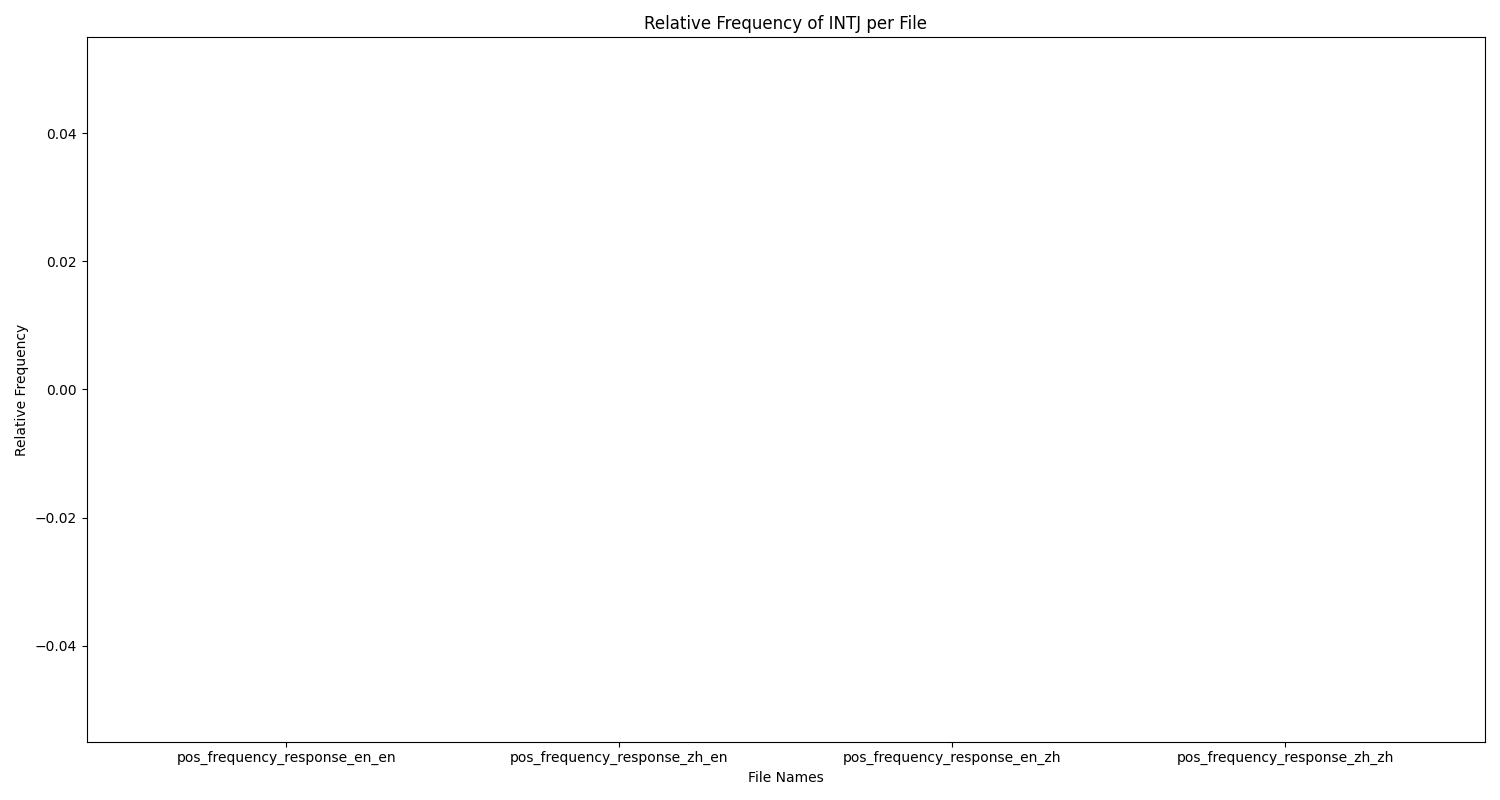 Relative Frequency of INTJ per File
Relative Frequency
0.04
0.02
0.00
−0.02
−0.04
pos_frequency_response_en_en
pos_frequency_response_zh_en
pos_frequency_response_en_zh
pos_frequency_response_zh_zh
File Names